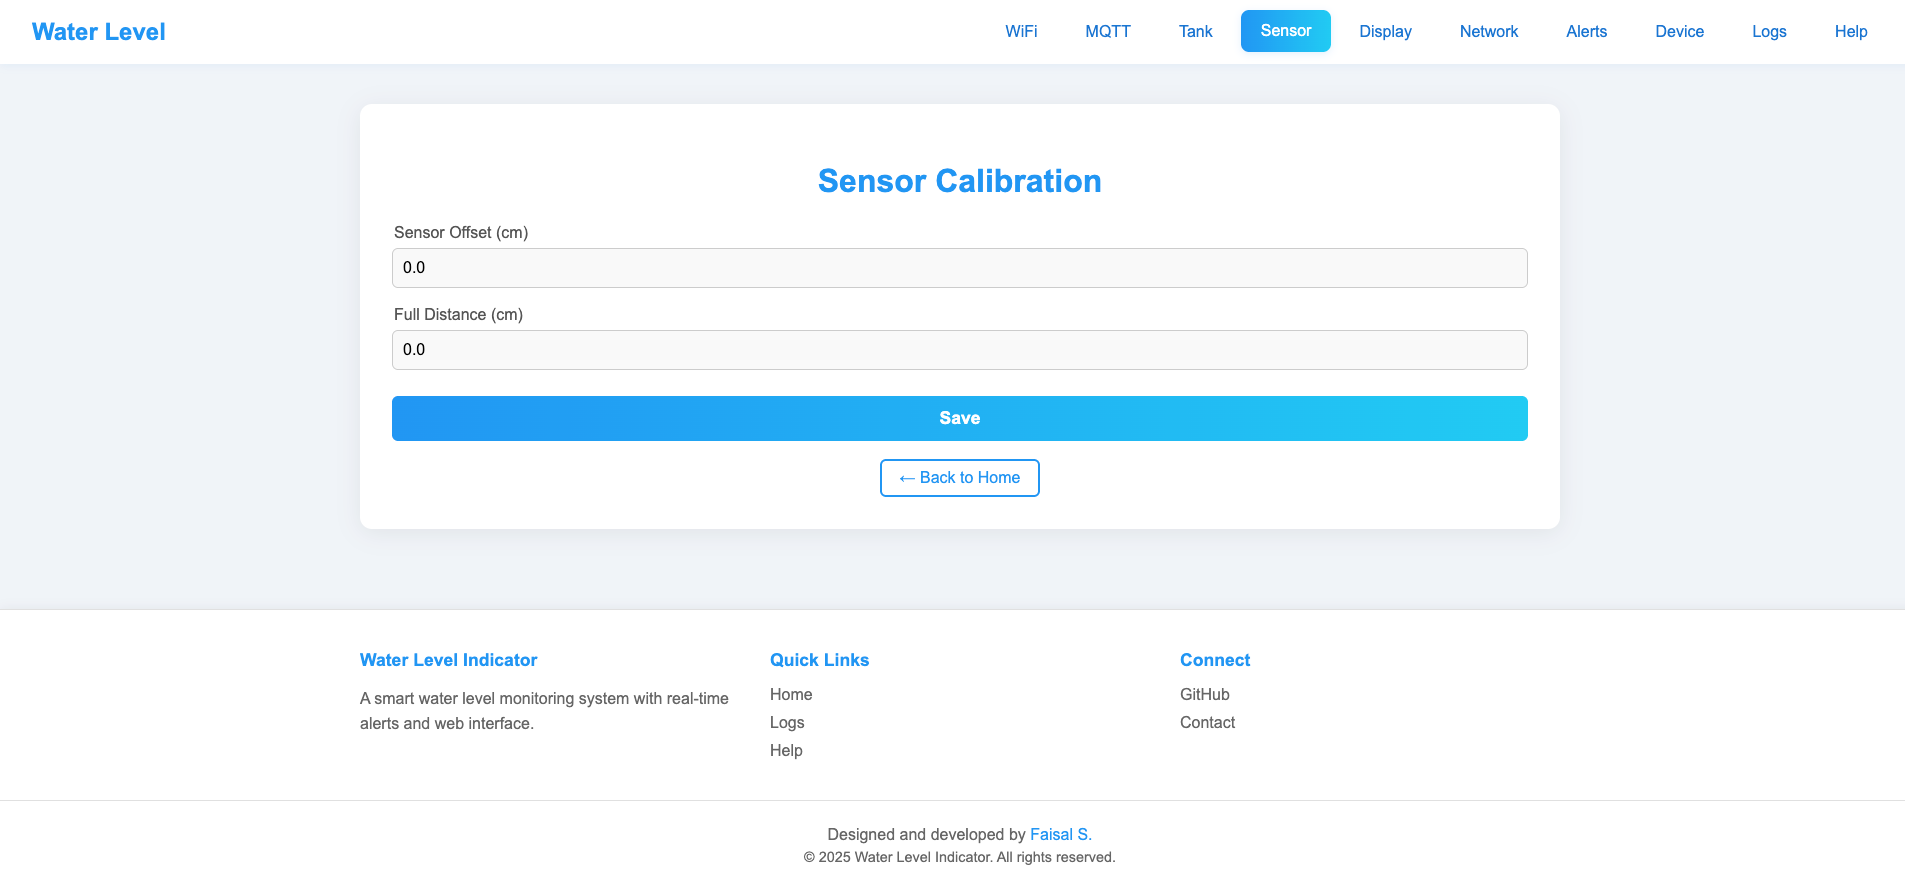 Water Level
WiFi
MQTT
Tank
Sensor
Display
Network
Alerts
Device
Logs
Help
Sensor Calibration
Sensor Offset (cm)
0.0
Full Distance (cm)
0.0
Save
← Back to Home
Water Level Indicator
A smart water level monitoring system with real-time
alerts and web interface.
Quick Links
Home
Logs
Help
Connect
GitHub
Contact
Designed and developed by Faisal S.
© 2025 Water Level Indicator. All rights reserved.